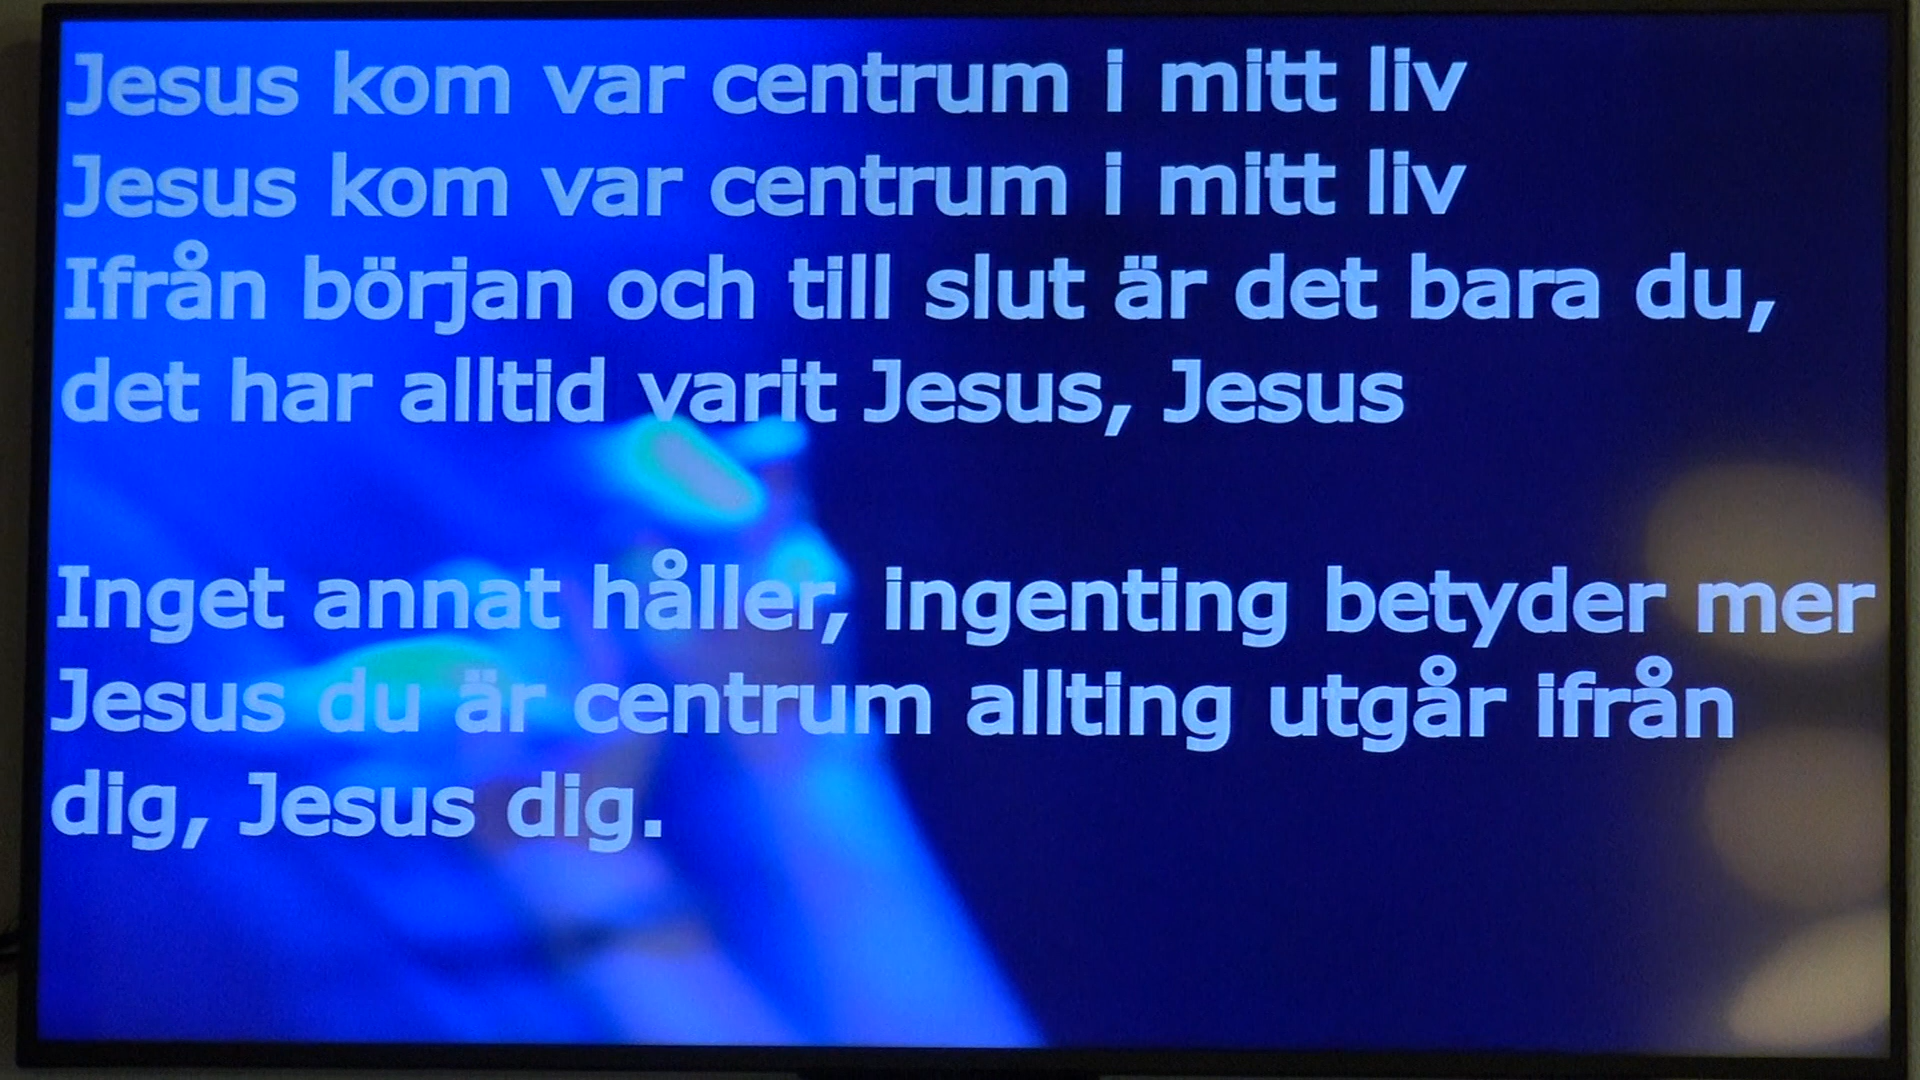 Jesus kom var centrum i mitt liv
Jesus kom var centrum i mitt liv
Ifrån början och till slut är det bara du,
det har alltid varit Jesus, Jesus
Inget annat håller, ingenting betyder mer
Jesus du är centrum allting utgår ifrån
dig, Jesus dig.